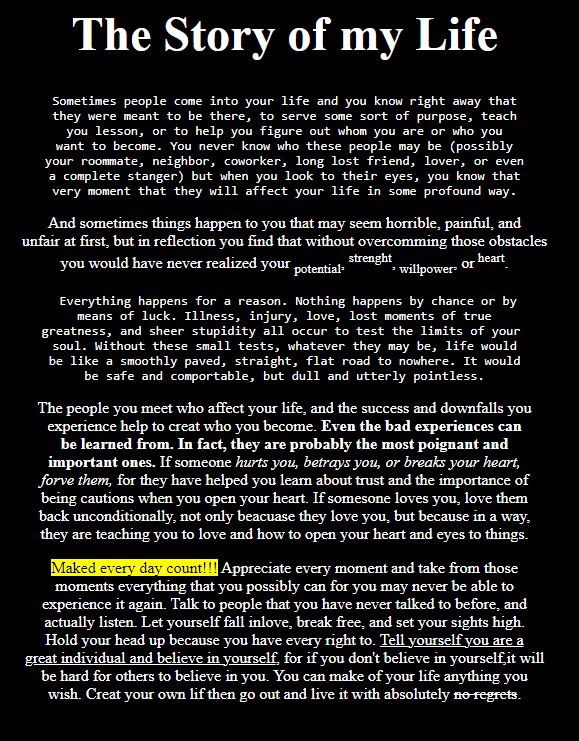 The Story of my Life
Sometimes people come into your life and you know right away that
they were meant to be there, to serve some sort of purpose, teach
you lesson, or to help you figure out whom you are or who you
want to become. You never know who these people may be (possibly
your roommate, neighbor, coworker, long lost friend, lover, or even
a complete stanger) but when you look to their eyes, you know that
very moment that they will affect your life in some profound way.
And sometimes things happen to you that may seem horrible, painful, and
unfair at first, but in reflection you find that without overcomming those obstacles
you would have never realized your potential, strenght, willpower, or heart.
Everything happens for a reason. Nothing happens by chance or by
means of luck. Illness, injury, love, lost moments of true
greatness, and sheer stupidity all occur to test the limits of your
soul. Without these small tests, whatever they may be, life would
be like a smoothly paved, straight, flat road to nowhere. It would
be safe and comportable, but dull and utterly pointless.
The people you meet who affect your life, and the success and downfalls you
experience help to creat who you become. Even the bad experiences can
be learned from. In fact, they are probably the most poignant and
important ones. If someone hurts you, betrays you, or breaks your heart,
forve them, for they have helped you learn about trust and the importance of
being cautions when you open your heart. If somesone loves you, love them
back unconditionally, not only beacuase they love you, but because in a way,
they are teaching you to love and how to open your heart and eyes to things.
Maked every day count!!! Appreciate every moment and take from those
moments everything that you possibly can for you may never be able to
experience it again. Talk to people that you have never talked to before, and
actually listen. Let yourself fall inlove, break free, and set your sights high.
Hold your head up because you have every right to. Tell yourself you are a
great individual and believe in yourself, for if you don't believe in yourself,it will
be hard for others to believe in you. You can make of your life anything you
wish. Creat your own lif then go out and live it with absolutely no regrets.